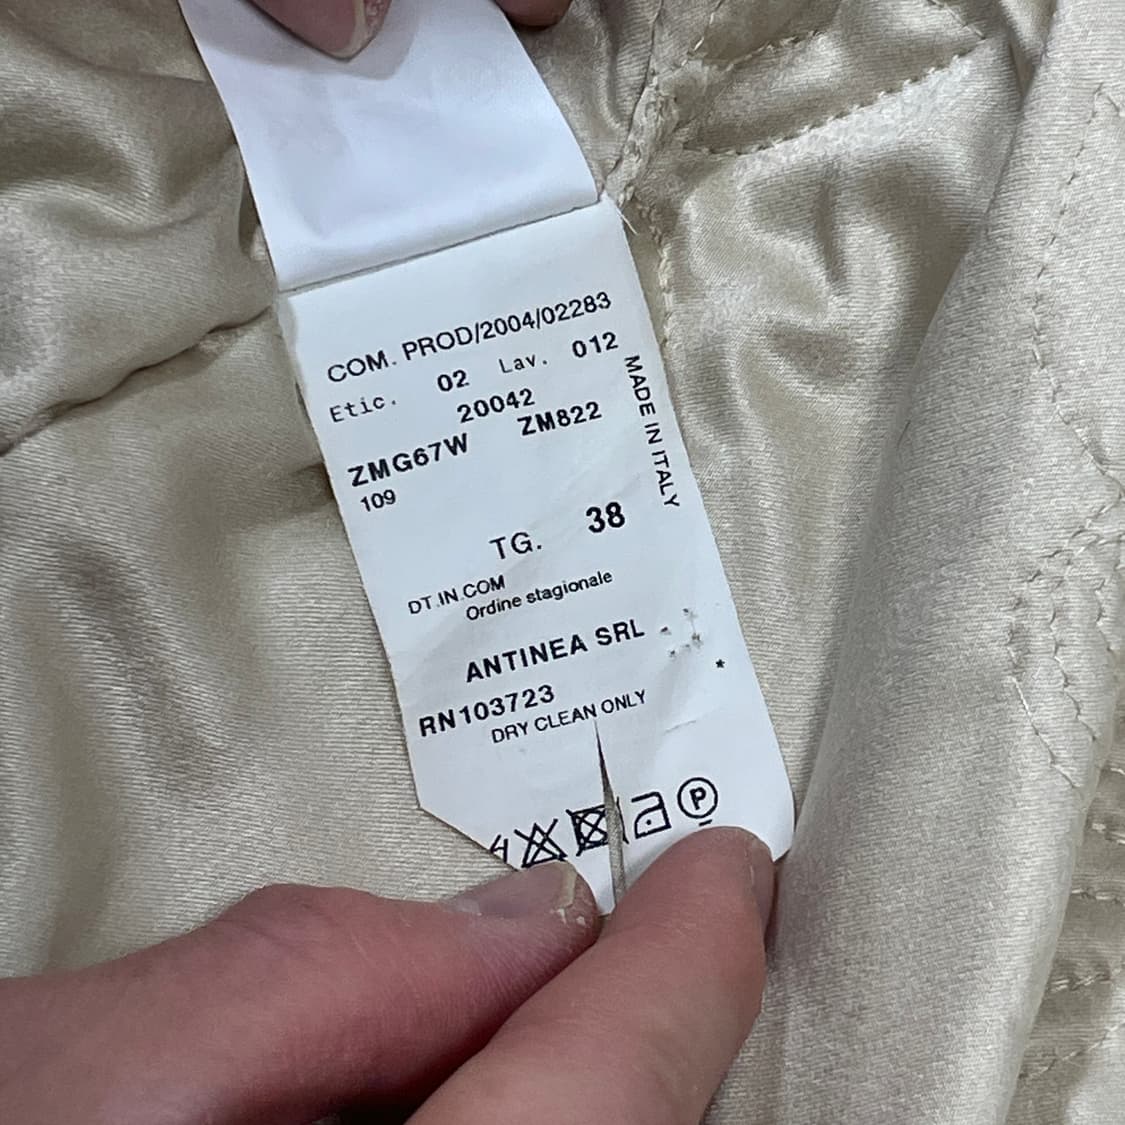 COM. PROD/2004/02283
Etic. 02 Lav. 012
20042
ZMG67W ZM822
109
MADE IN ITALY
TG. 38
DT.IN.COM
Ordine stagionale
ANTINEA SRL -
*
RN103723
DRY CLEAN ONLY
P